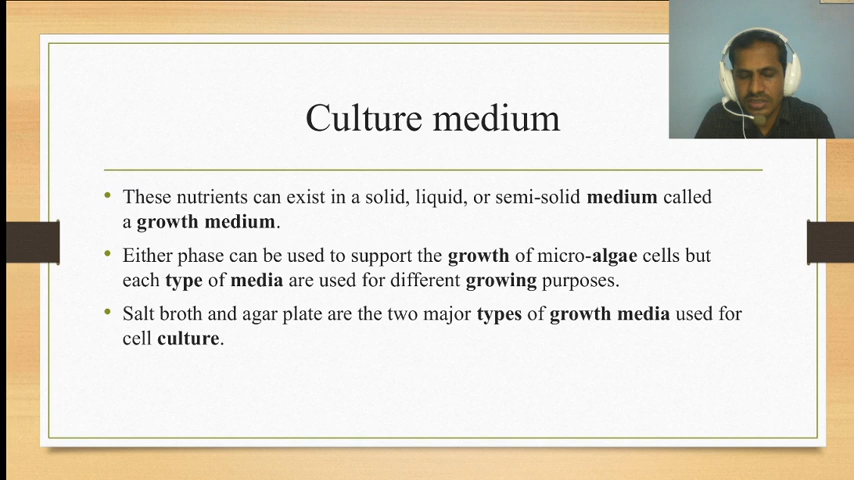 Culture medium
• These nutrients can exist in a solid, liquid, or semi-solid medium called
a growth medium.
• Either phase can be used to support the growth of micro-algae cells but
each type of media are used for different growing purposes.
• Salt broth and agar plate are the two major types of growth media used for
cell culture.